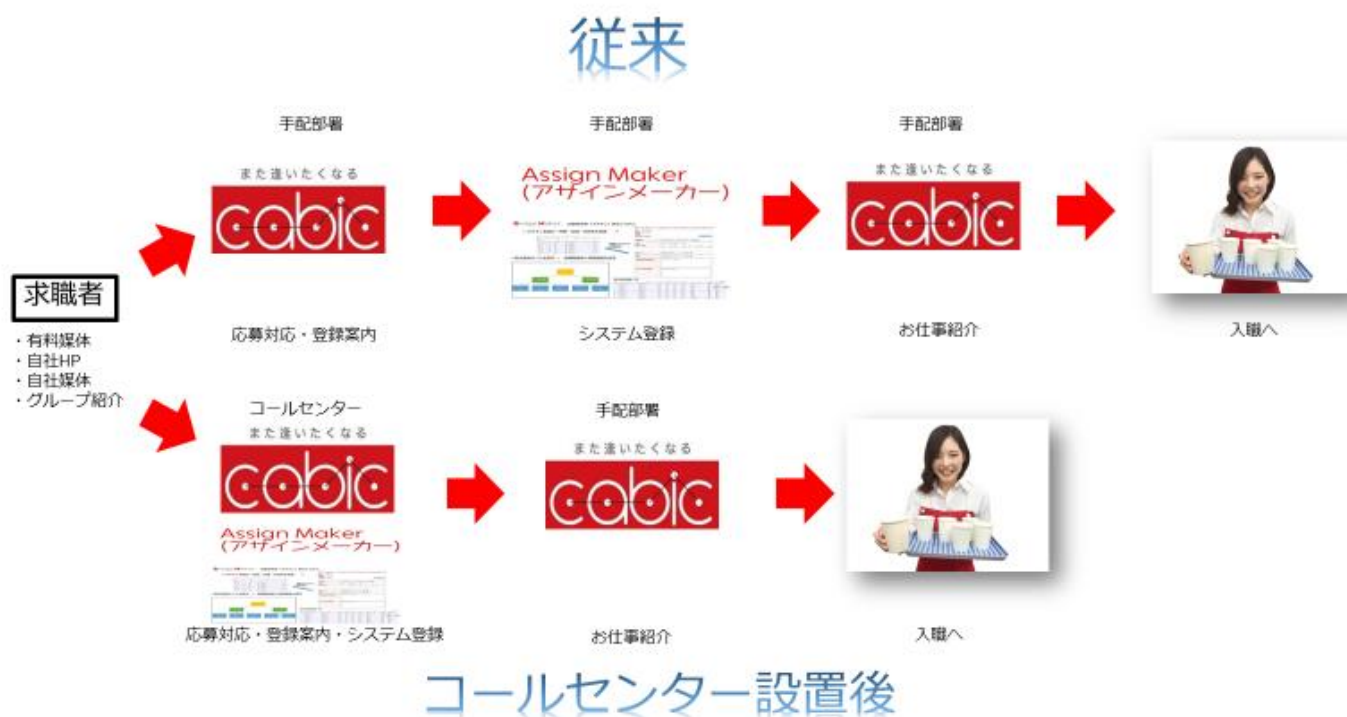 従来
手配部署
手配部署
手配部署
また逢いたくなる
cabic
Assign Maker
(アサインメーカー)
また逢いたくなる
cabic
求職者
・有料媒体
・自社HP
・自社媒体
・グループ紹介
応募対応・登録案内
システム登録
お仕事紹介
入職へ
コールセンター
また逢いたくなる
cabic
Assign Maker
(アサインメーカー)
手配部署
また逢いたくなる
cabic
応募対応・登録案内・システム登録
お仕事紹介
入職へ
コールセンター設置後